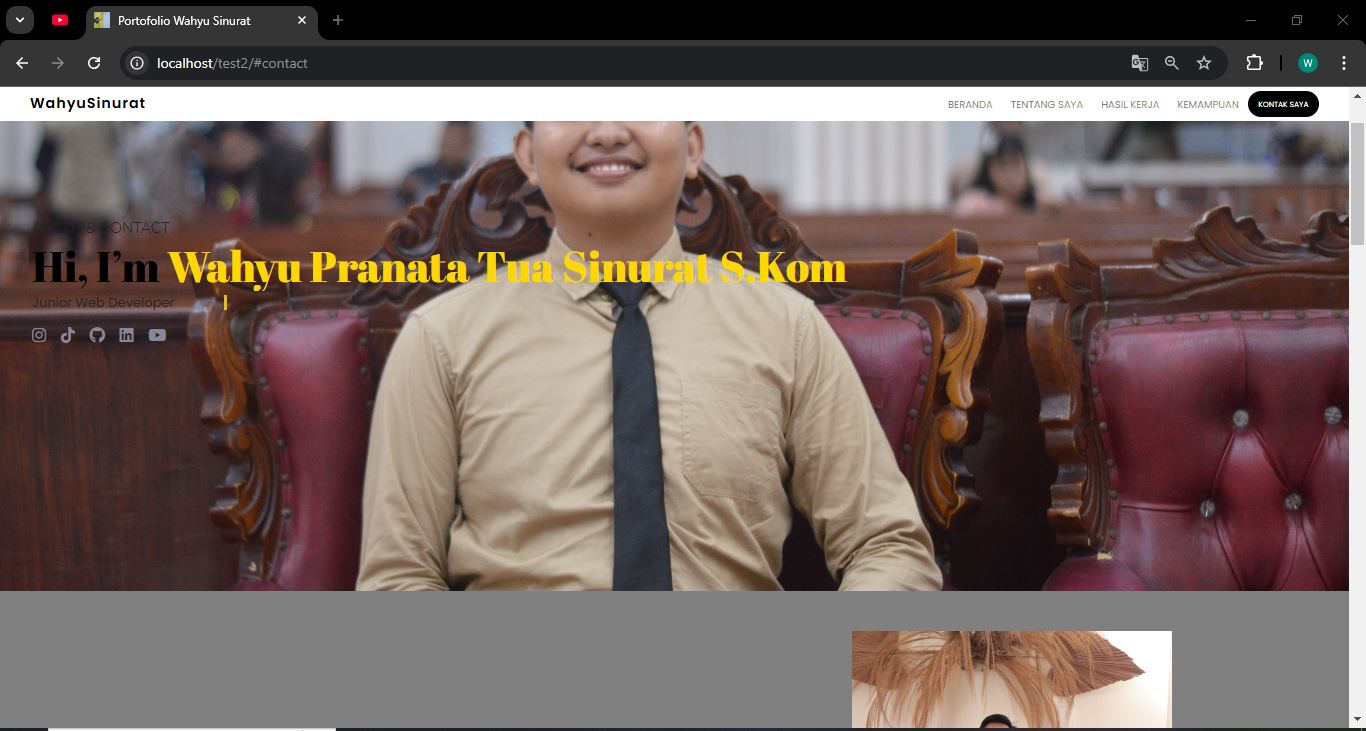 Portofolio Wahyu Sinurat
localhost/test2/#contact
W
WahyuSinurat
BERANDA TENTANG SAYA HASIL KERJA KEMAMPUAN KONTAK SAYA
& CONTACT
Hi, I'm Wahyu Pranata Tua Sinurat S.Kom
Junior Web Developer